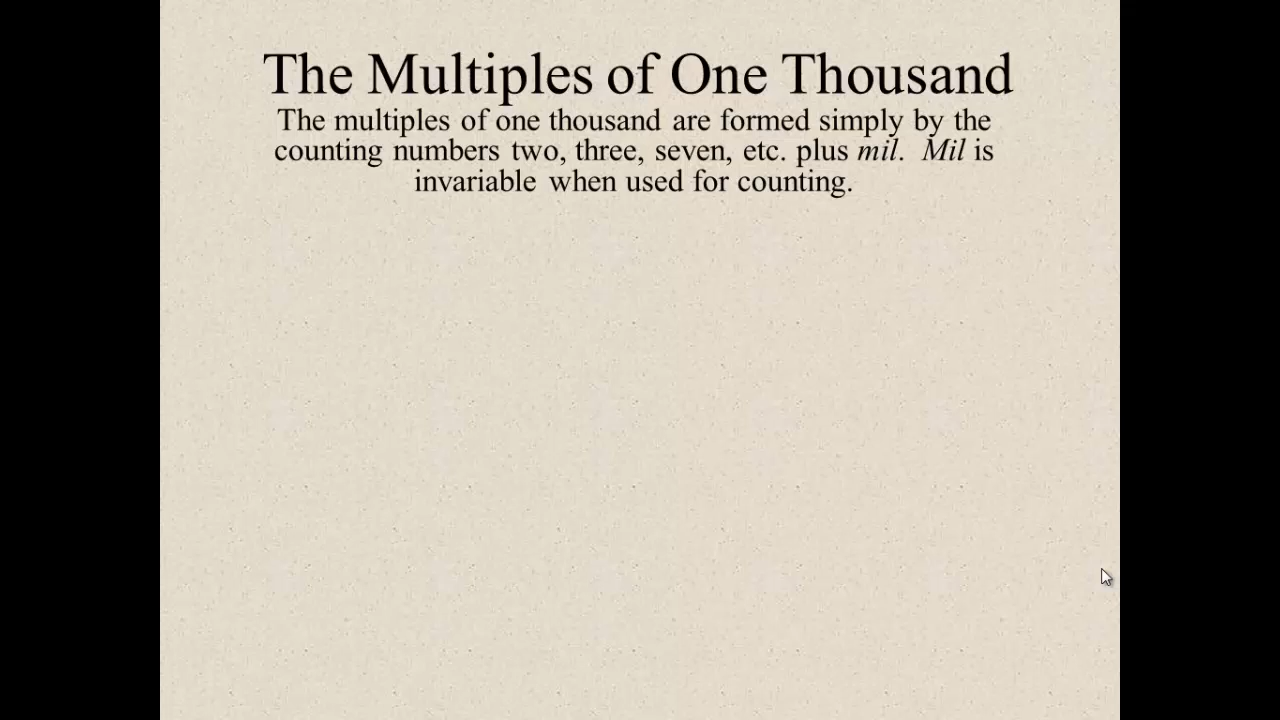 The Multiples of One Thousand
The multiples of one thousand are formed simply by the
counting numbers two, three, seven, etc. plus mil.  Mil is
invariable when used for counting.